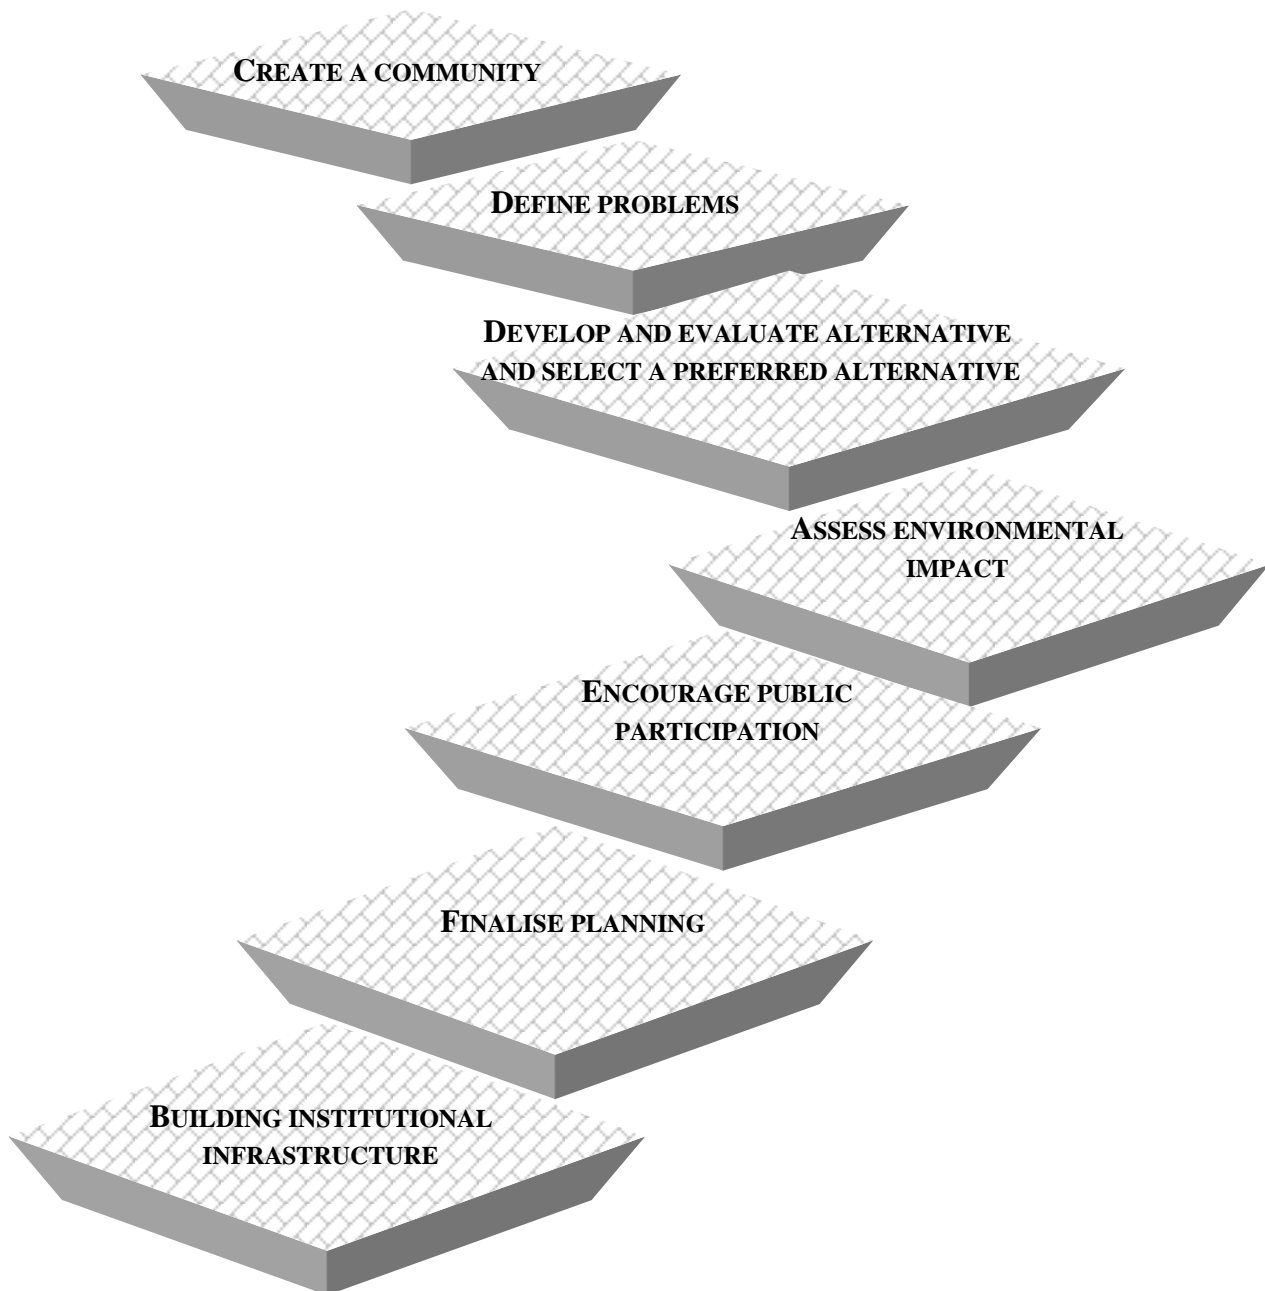 CREATE A COMMUNITY
DEFINE PROBLEMS
DEVELOP AND EVALUATE ALTERNATIVE
AND SELECT A PREFERRED ALTERNATIVE
ASSESS ENVIRONMENTAL
IMPACT
ENCOURAGE PUBLIC
PARTICIPATION
FINALISE PLANNING
BUILDING INSTITUTIONAL
INFRASTRUCTURE